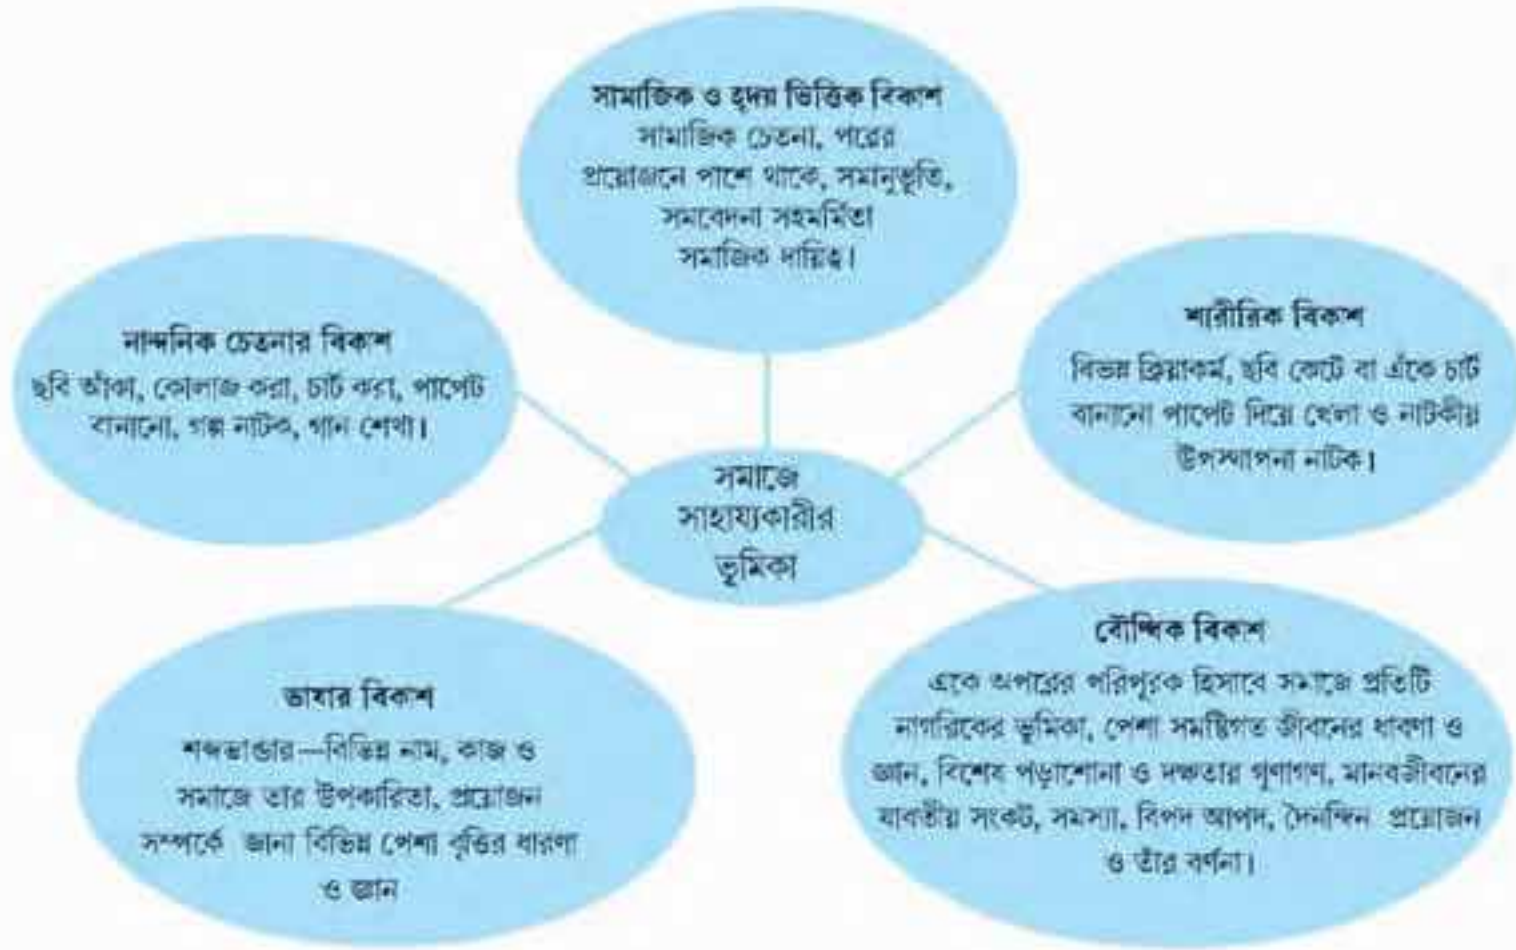 সামাজিক ও হৃদয় ভিত্তিক বিকাশ
সামাজিক চেতনা, পরের
প্রয়োজনে পাশে থাকে, সমানুভূতি,
সমবেদনা সহমর্মিতা
সমাজিক দায়িত্ব।
নান্দনিক চেতনার বিকাশ
ছবি আঁকা, কোলাজ করা, চার্ট করা, পাপেট
বানানো, গল্প নাটক, গান শেখা।
শারীরিক বিকাশ
বিভন্ন ক্রিয়াকর্ম, ছবি কেটে বা এঁকে চার্ট
বানানো পাপেট দিয়ে খেলা ও নাটকীয়
উপস্থাপনা নাটক।
সমাজে
সাহায্যকারীর
ভূমিকা
ভাষার বিকাশ
শব্দভাণ্ডার—বিভিন্ন নাম, কাজ ও
সমাজে তার উপকারিতা, প্রয়োজন
সম্পর্কে জানা বিভিন্ন পেশা বৃত্তির ধারণা
ও জ্ঞান
বৌদ্ধিক বিকাশ
একে অপরের পরিপূরক হিসাবে সমাজে প্রতিটি
নাগরিকের ভূমিকা, পেশা সমষ্টিগত জীবনের ধারণা ও
জ্ঞান, বিশেষ পড়াশোনা ও দক্ষতার গুণাগণ, মানবজীবনের
যাবতীয় সংকট, সমস্যা, বিপদ আপদ, দৈনন্দিন প্রয়োজন
ও তাঁর বর্ণনা।